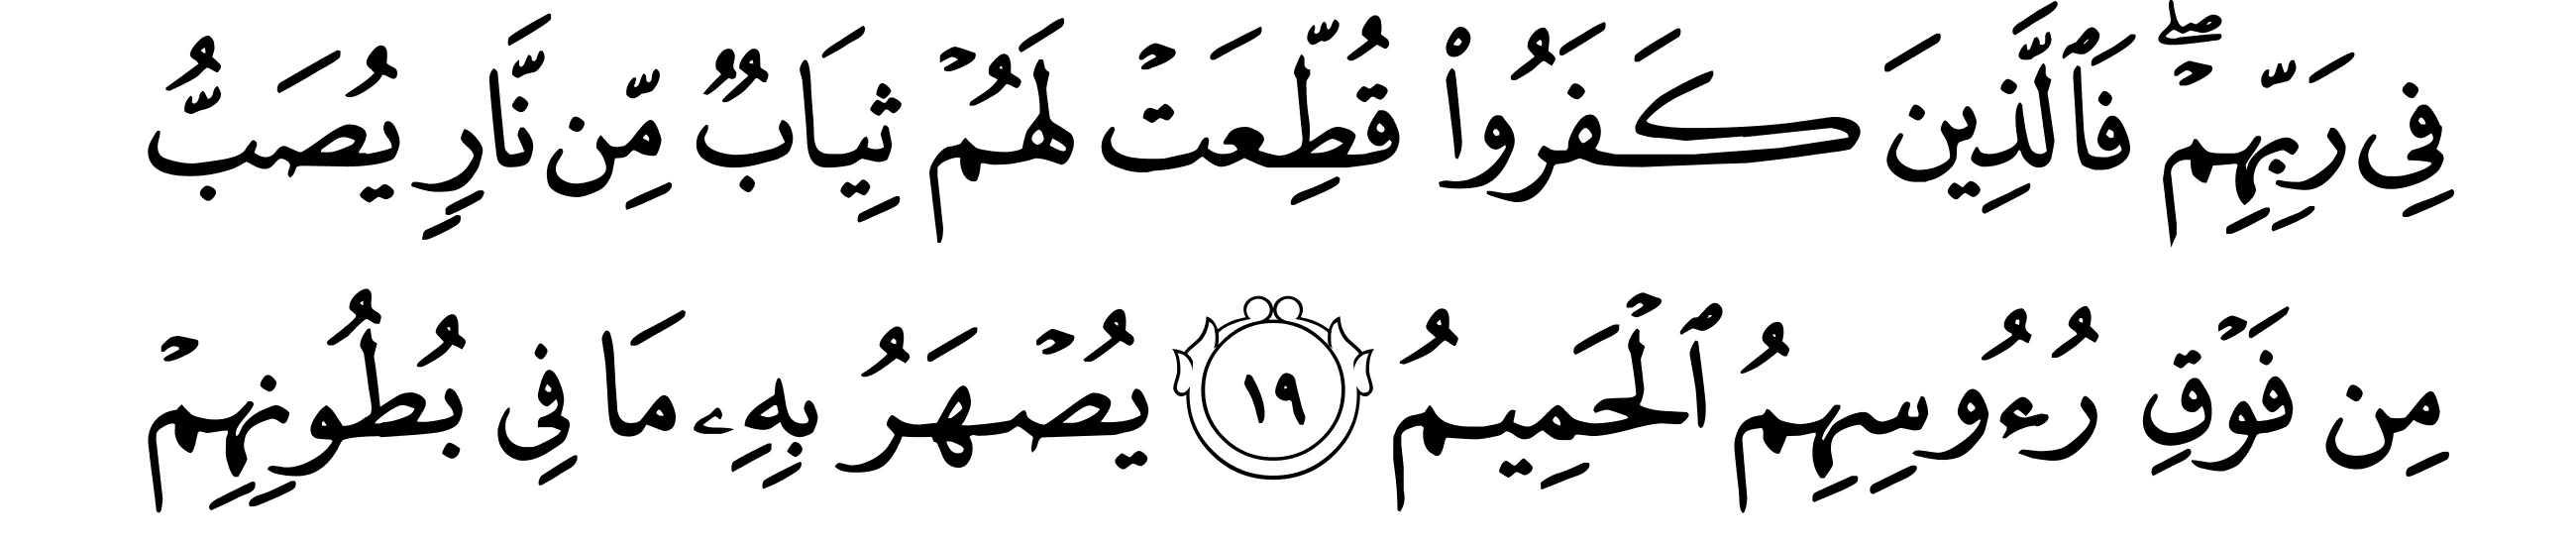 فِي رَبِّهِمۡۖ فَٱلَّذِينَ كَفَرُواْ قُطِّعَتۡ لَهُمۡ ثِيَابٞ مِّن نَّارٖ يُصَبُّ
مِن فَوۡقِ رُءُوسِهِمُ ٱلۡحَمِيمُ ١٩ يُصۡهَرُ بِهِۦ مَا فِي بُطُونِهِمۡ